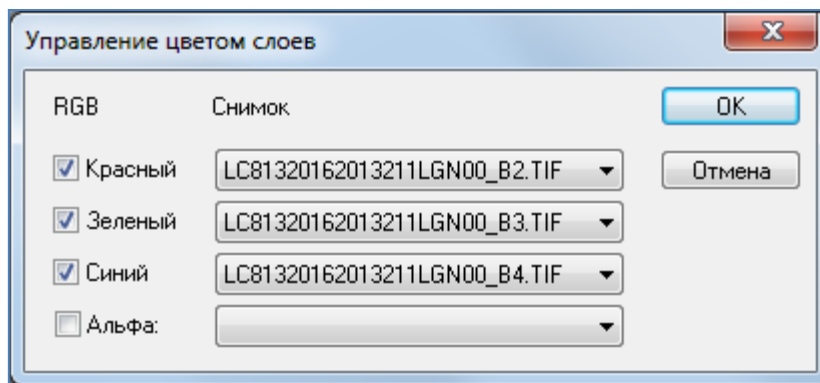 Управление цветом слоев
RGB Снимок OK
Красный LC81320162013211LGN00_B2.TIF Отмена
Зеленый LC81320162013211LGN00_B3.TIF
Синий LC81320162013211LGN00_B4.TIF
Альфа: